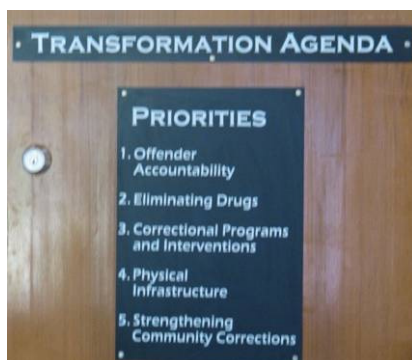 TRANSFORMATION AGENDA
PRIORITIES
1. Offender
Accountability
2. Eliminating Drugs
3. Correctional Programs
and Interventions
4. Physical
Infrastructure
5. Strengthening
Community Corrections